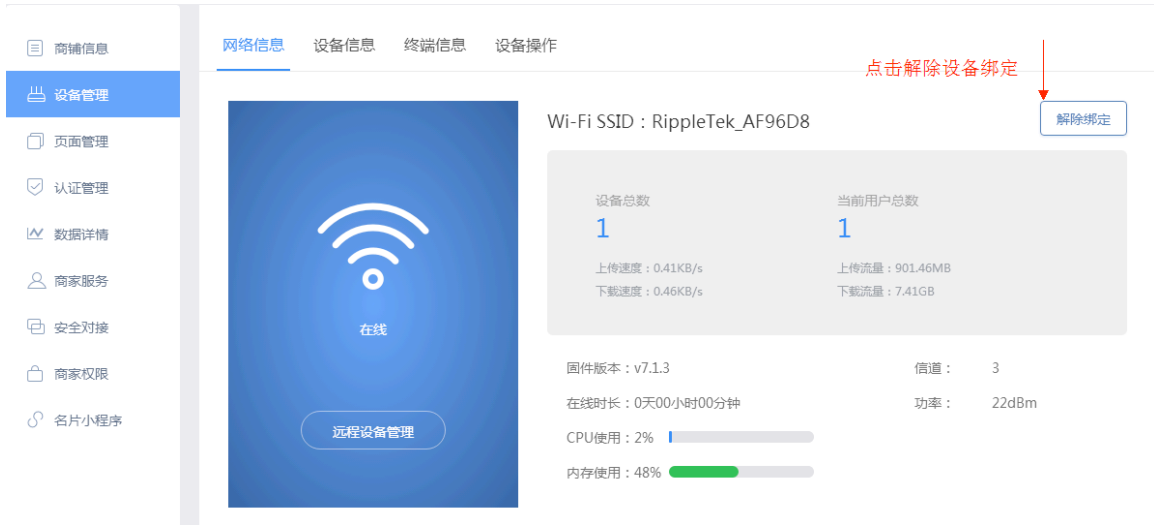 商铺信息
设备管理
页面管理
认证管理
数据详情
商家服务
安全对接
商家权限
名片小程序
网络信息 设备信息 终端信息 设备操作
点击解除设备绑定
Wi-Fi SSID：RippleTek_AF96D8
解除绑定
设备总数 当前用户总数
1 1
上传速度：0.41KB/s 上传流量：901.46MB
下载速度：0.46KB/s 下载流量：7.41GB
在线
远程设备管理
固件版本：v7.1.3 信道： 3
在线时长：0天00小时00分钟 功率： 22dBm
CPU使用：2%
内存使用：48%